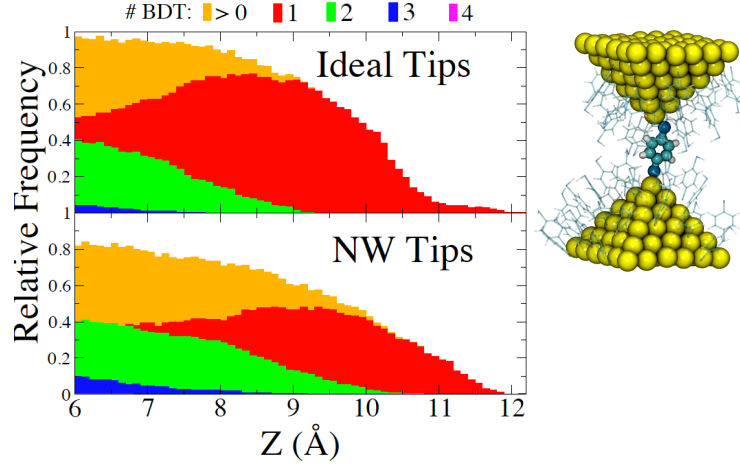 # BDT: > 0 1 2 3 4
Ideal Tips
1
0.8
0.6
0.4
0.2
1
NW Tips
0.8
0.6
0.4
0.2
0
6 7 8 9 10 11 12
Relative Frequency
Z (Å)